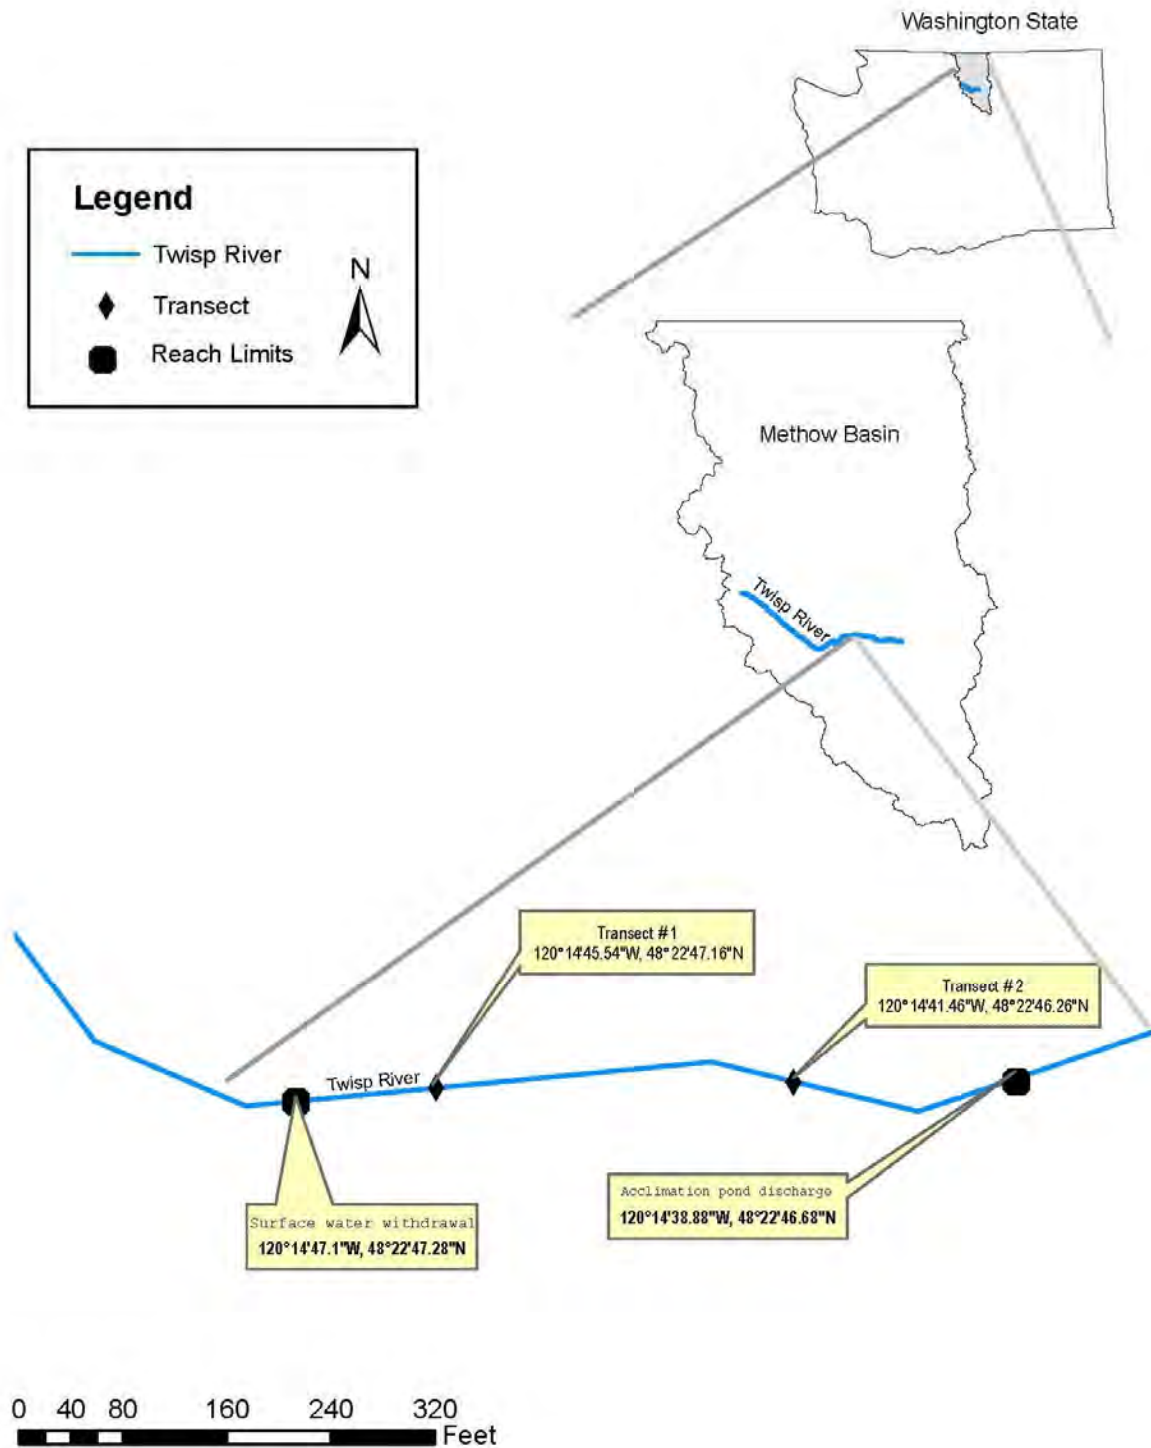 Washington State
Legend
Twisp River
Transect
Reach Limits
N
Methow Basin
Twisp River
Transect #1
120°14'45.54"W, 48°22'47.16"N
Transect #2
120°14'41.46"W, 48°22'46.26"N
Twisp River
Acclimation pond discharge
120°14'38.88"W, 48°22'46.68"N
Surface water withdrawal
120°14'47.1"W, 48°22'47.28"N
0 40 80 160 240 320
Feet